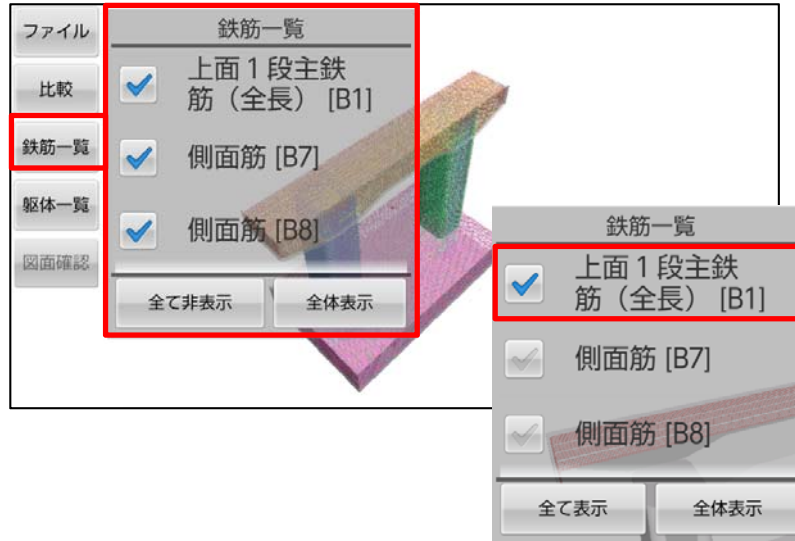 ファイル
比較
鉄筋一覧
躯体一覧
図面確認
鉄筋一覧
上面1段主鉄
筋（全長） [B1]
側面筋 [B7]
側面筋 [B8]
全て非表示
全体表示
鉄筋一覧
上面1段主鉄
筋（全長） [B1]
側面筋 [B7]
側面筋 [B8]
全て表示
全体表示